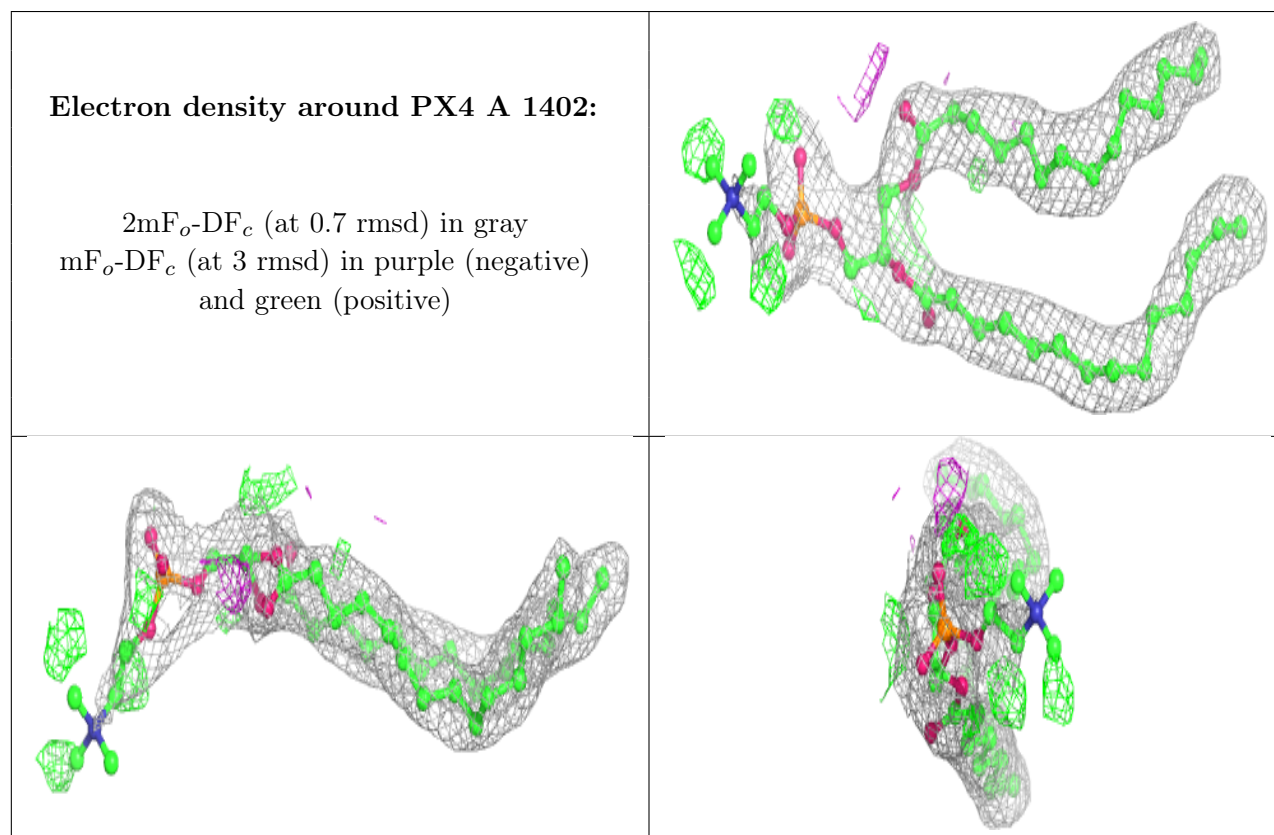 Electron density around PX4 A 1402:
2mFo-DFc (at 0.7 rmsd) in gray
mFo-DFc (at 3 rmsd) in purple (negative)
and green (positive)